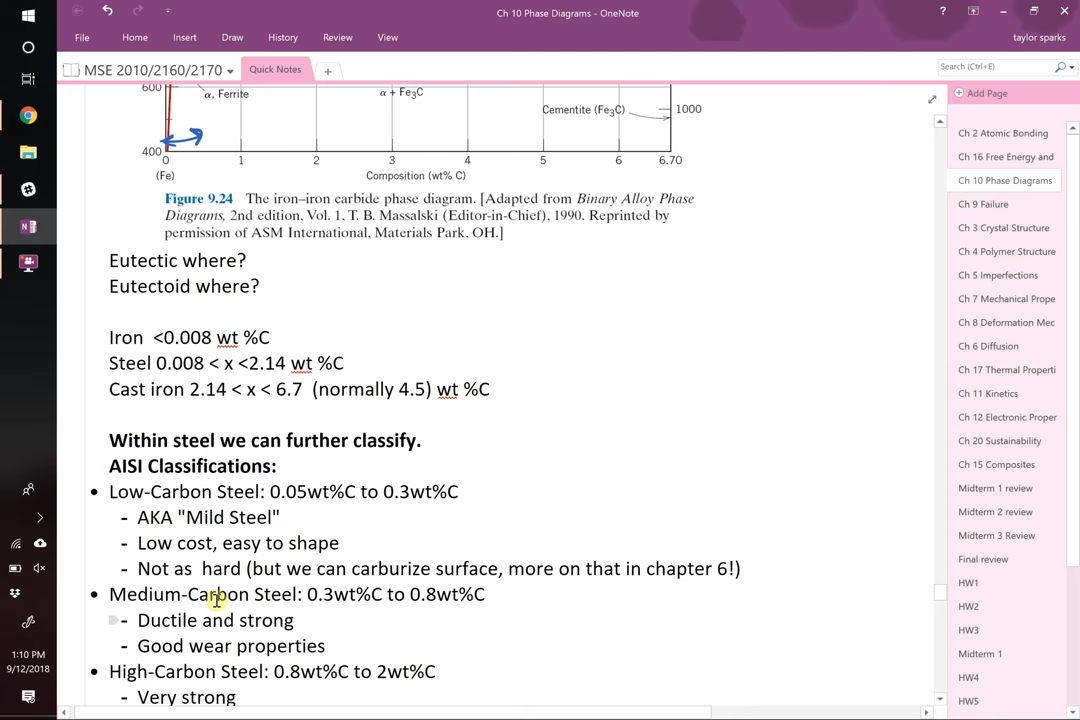 Ch 10 Phase Diagrams - OneNote
taylor sparks
File Home Insert Draw History Review View
MSE 2010/2160/2170
Quick Notes
Search (Ctrl+E)
Add Page
600
α, Ferrite
α + Fe3C
Cementite (Fe3C)
1000
400
0 1 2 3 4 5 6 6.70
(Fe)
Composition (wt% C)
Figure 9.24 The iron–iron carbide phase diagram. [Adapted from Binary Alloy Phase
Diagrams, 2nd edition, Vol. 1, T. B. Massalski (Editor-in-Chief), 1990. Reprinted by
permission of ASM International, Materials Park, OH.]
Eutectic where?
Eutectoid where?
Iron <0.008 wt %C
Steel 0.008 < x <2.14 wt %C
Cast iron 2.14 < x < 6.7 (normally 4.5) wt %C
Within steel we can further classify.
AISI Classifications:
• Low-Carbon Steel: 0.05wt%C to 0.3wt%C
- AKA "Mild Steel"
- Low cost, easy to shape
- Not as hard (but we can carburize surface, more on that in chapter 6!)
• Medium-Carbon Steel: 0.3wt%C to 0.8wt%C
- Ductile and strong
- Good wear properties
• High-Carbon Steel: 0.8wt%C to 2wt%C
- Very strong
Ch 2 Atomic Bonding
Ch 16 Free Energy and
Ch 10 Phase Diagrams
Ch 9 Failure
Ch 3 Crystal Structure
Ch 4 Polymer Structure
Ch 5 Imperfections
Ch 7 Mechanical Prope
Ch 8 Deformation Mec
Ch 6 Diffusion
Ch 17 Thermal Properti
Ch 11 Kinetics
Ch 12 Electronic Proper
Ch 20 Sustainability
Ch 15 Composites
Midterm 1 review
Midterm 2 review
Midterm 3 Review
Final review
HW1
HW2
HW3
Midterm 1
HW4
HW5
1:10 PM
9/12/2018